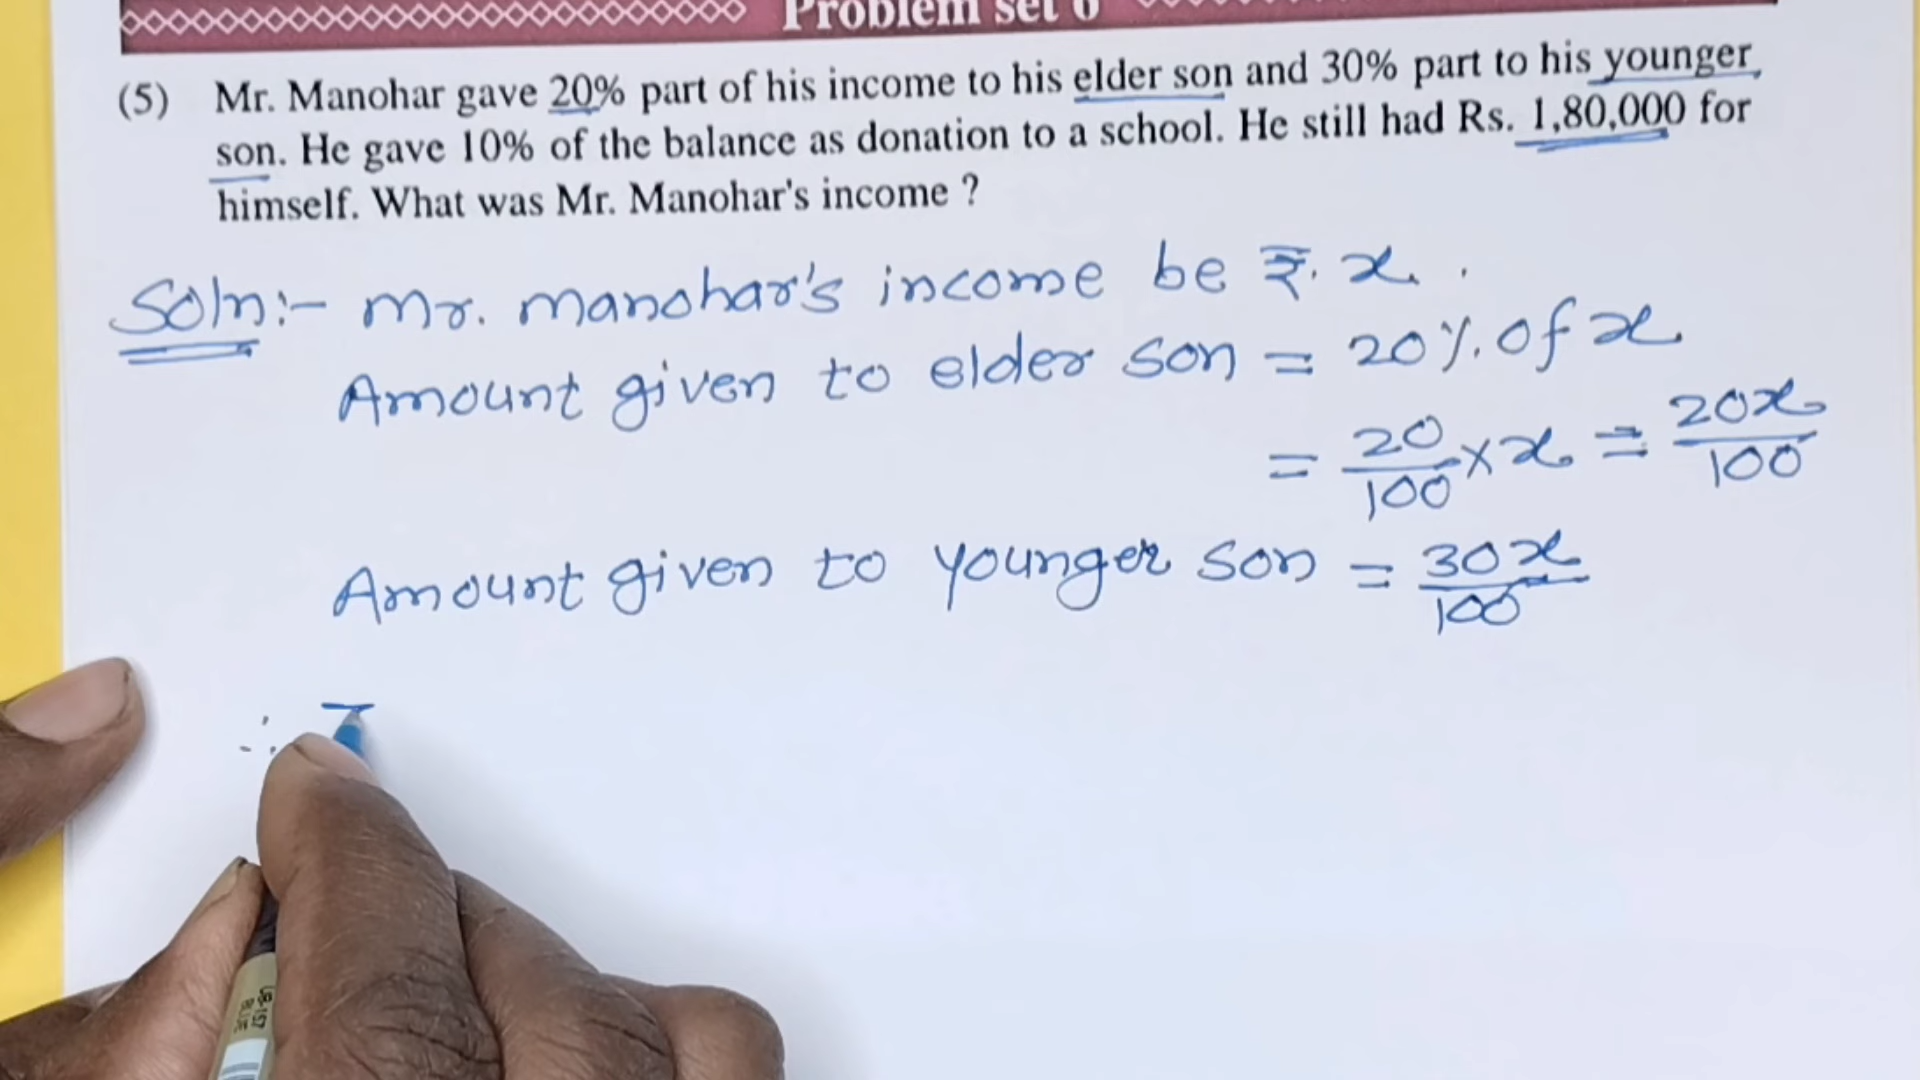 Problem set 6
(5) Mr. Manohar gave 20% part of his income to his elder son and 30% part to his younger
son. He gave 10% of the balance as donation to a school. He still had Rs. 1,80,000 for
himself. What was Mr. Manohar's income ?
Soln:- Mr. Manohar's income be ₹. x.
Amount given to elder son = 20% of x
= 20/100 × x = 20x/100
Amount given to younger son = 30x/100
∴ T